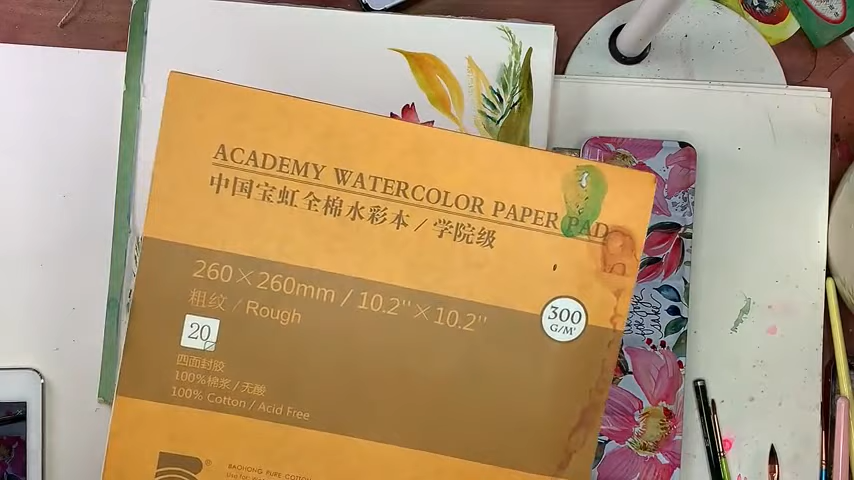 ACADEMY WATERCOLOR PAPER PAD
中国宝虹全棉水彩本 / 学院级
260×260mm / 10.2''×10.2''
粗纹 / Rough
300
G/M²
20
四面封胶
100%棉浆 / 无酸
100% Cotton / Acid Free
BAOHONG PURE COTTON